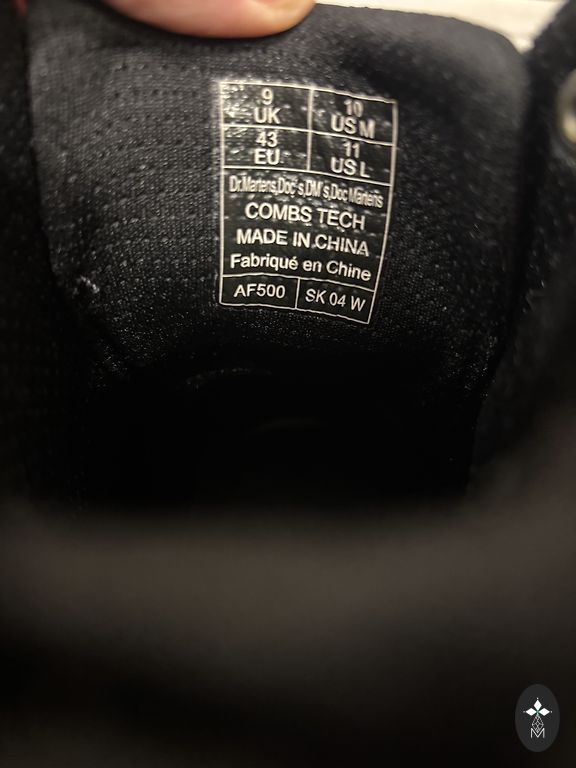 9 UK
10 US M
43 EU
11 US L
Dr.Martens,Doc's,DM's,Doc Martens
COMBS TECH
MADE IN CHINA
Fabriqué en Chine
AF500
SK 04 W
M